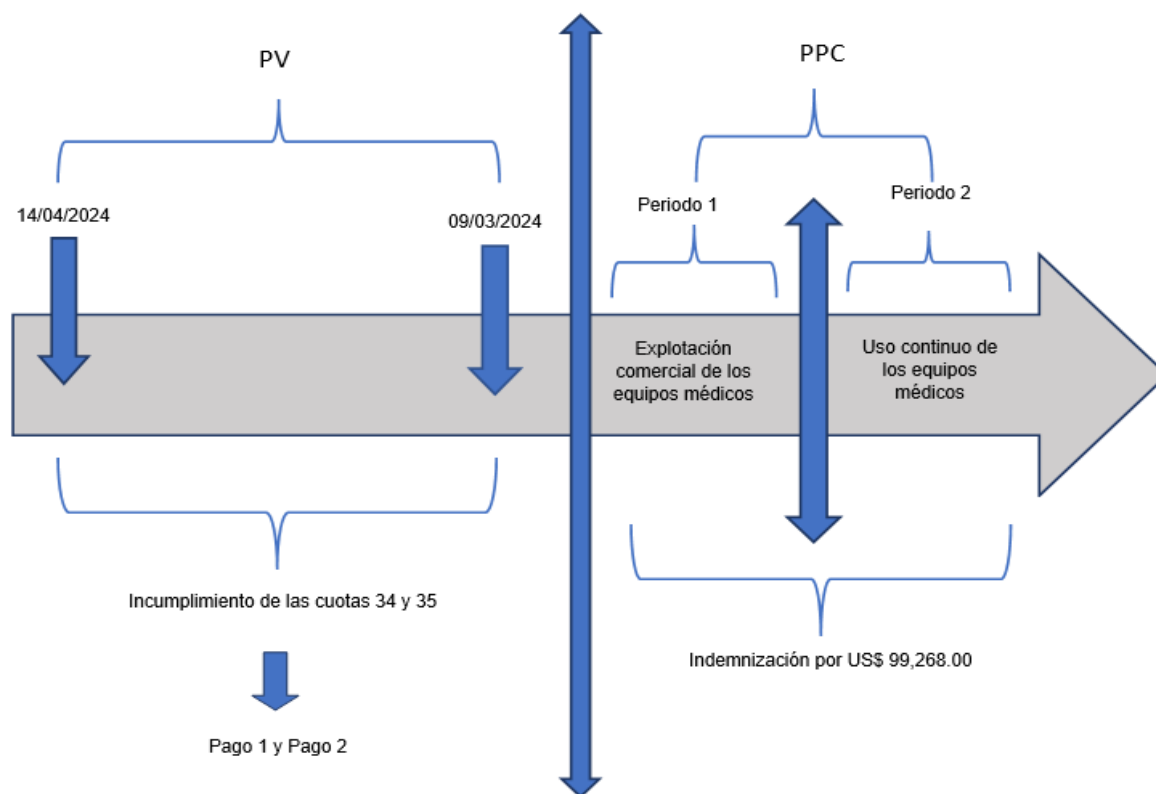 PV
PPC
14/04/2024
09/03/2024
Periodo 1
Periodo 2
Explotación
comercial de los
equipos médicos
Uso continuo de
los equipos
médicos
Incumplimiento de las cuotas 34 y 35
Indemnización por US$ 99,268.00
Pago 1 y Pago 2